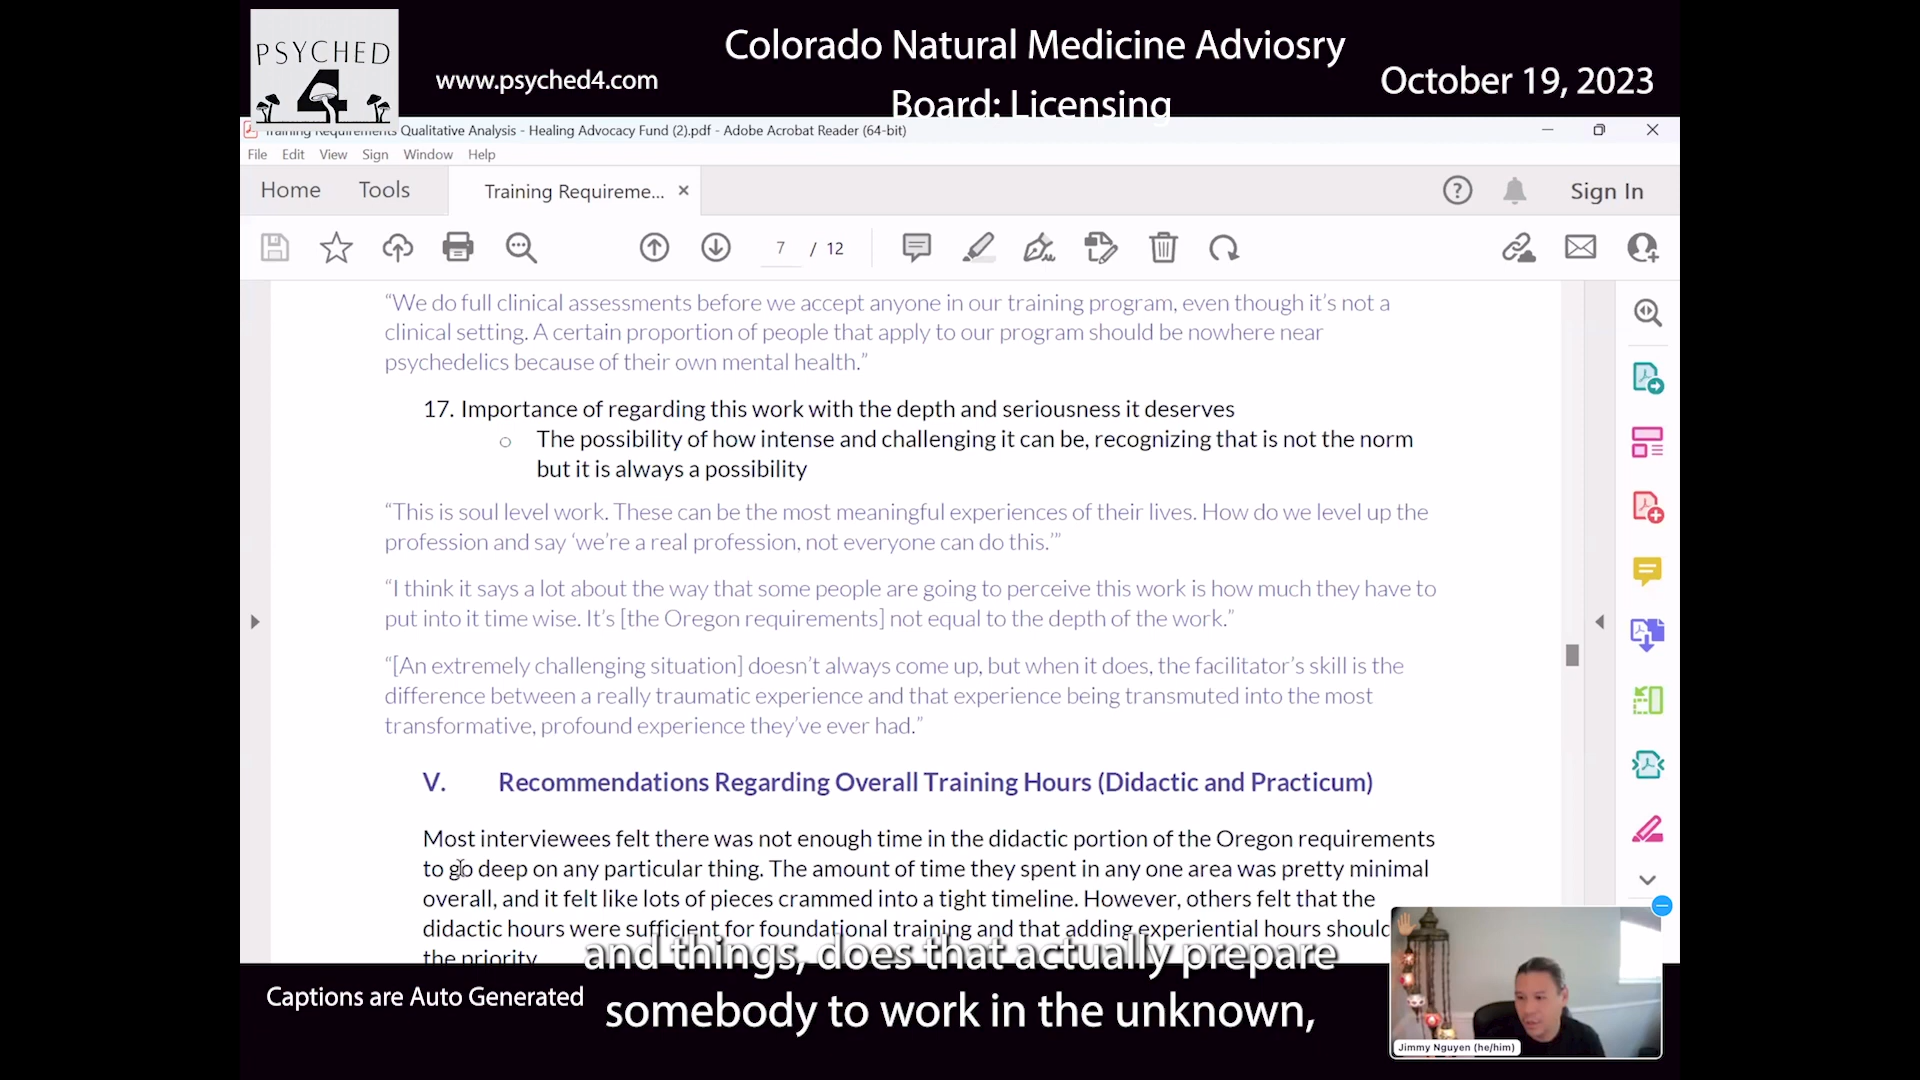 PSYCHED
4
www.psyched4.com
Colorado Natural Medicine Adviosry
Board: Licensing
October 19, 2023
Training Requirements Qualitative Analysis - Healing Advocacy Fund (2).pdf - Adobe Acrobat Reader (64-bit)
File Edit View Sign Window Help
Home Tools Training Requireme... × ? Sign In
7 / 12
“We do full clinical assessments before we accept anyone in our training program, even though it’s not a
clinical setting. A certain proportion of people that apply to our program should be nowhere near
psychedelics because of their own mental health.”
17. Importance of regarding this work with the depth and seriousness it deserves
o The possibility of how intense and challenging it can be, recognizing that is not the norm
but it is always a possibility
“This is soul level work. These can be the most meaningful experiences of their lives. How do we level up the
profession and say ‘we’re a real profession, not everyone can do this.’”
“I think it says a lot about the way that some people are going to perceive this work is how much they have to
put into it time wise. It’s [the Oregon requirements] not equal to the depth of the work.”
“[An extremely challenging situation] doesn’t always come up, but when it does, the facilitator’s skill is the
difference between a really traumatic experience and that experience being transmuted into the most
transformative, profound experience they’ve ever had.”
V. Recommendations Regarding Overall Training Hours (Didactic and Practicum)
Most interviewees felt there was not enough time in the didactic portion of the Oregon requirements
to go deep on any particular thing. The amount of time they spent in any one area was pretty minimal
overall, and it felt like lots of pieces crammed into a tight timeline. However, others felt that the
didactic hours were sufficient for foundational training and that adding experiential hours should
the priority
and things, does that actually prepare
somebody to work in the unknown,
Captions are Auto Generated
Jimmy Nguyen (he/him)